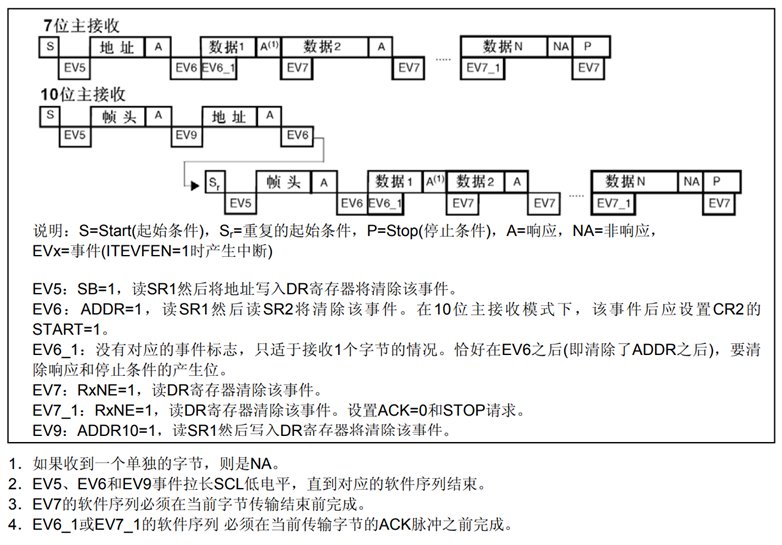 7位主接收
S 地址 A 数据1 A(1) 数据2 A ..... 数据N NA P
EV5 EV6 EV6_1 EV7 EV7 EV7_1 EV7
10位主接收
S 帧头 A 地址 A
EV5 EV9 EV6
Sr 帧头 A 数据1 A(1) 数据2 A ..... 数据N NA P
EV5 EV6 EV6_1 EV7 EV7 EV7_1 EV7
说明：S=Start(起始条件)，Sr=重复的起始条件，P=Stop(停止条件)，A=响应，NA=非响应，
EVx=事件(ITEVFEN=1时产生中断)
EV5：SB=1，读SR1然后将地址写入DR寄存器将清除该事件。
EV6：ADDR=1，读SR1然后读SR2将清除该事件。在10位主接收模式下，该事件后应设置CR2的
START=1。
EV6_1：没有对应的事件标志，只适于接收1个字节的情况。恰好在EV6之后(即清除了ADDR之后)，要清
除响应和停止条件的产生位。
EV7：RxNE=1，读DR寄存器清除该事件。
EV7_1：RxNE=1，读DR寄存器清除该事件。设置ACK=0和STOP请求。
EV9：ADDR10=1，读SR1然后写入DR寄存器将清除该事件。
1. 如果收到一个单独的字节，则是NA。
2. EV5、EV6和EV9事件拉长SCL低电平，直到对应的软件序列结束。
3. EV7的软件序列必须在当前字节传输结束前完成。
4. EV6_1或EV7_1的软件序列 必须在当前传输字节的ACK脉冲之前完成。